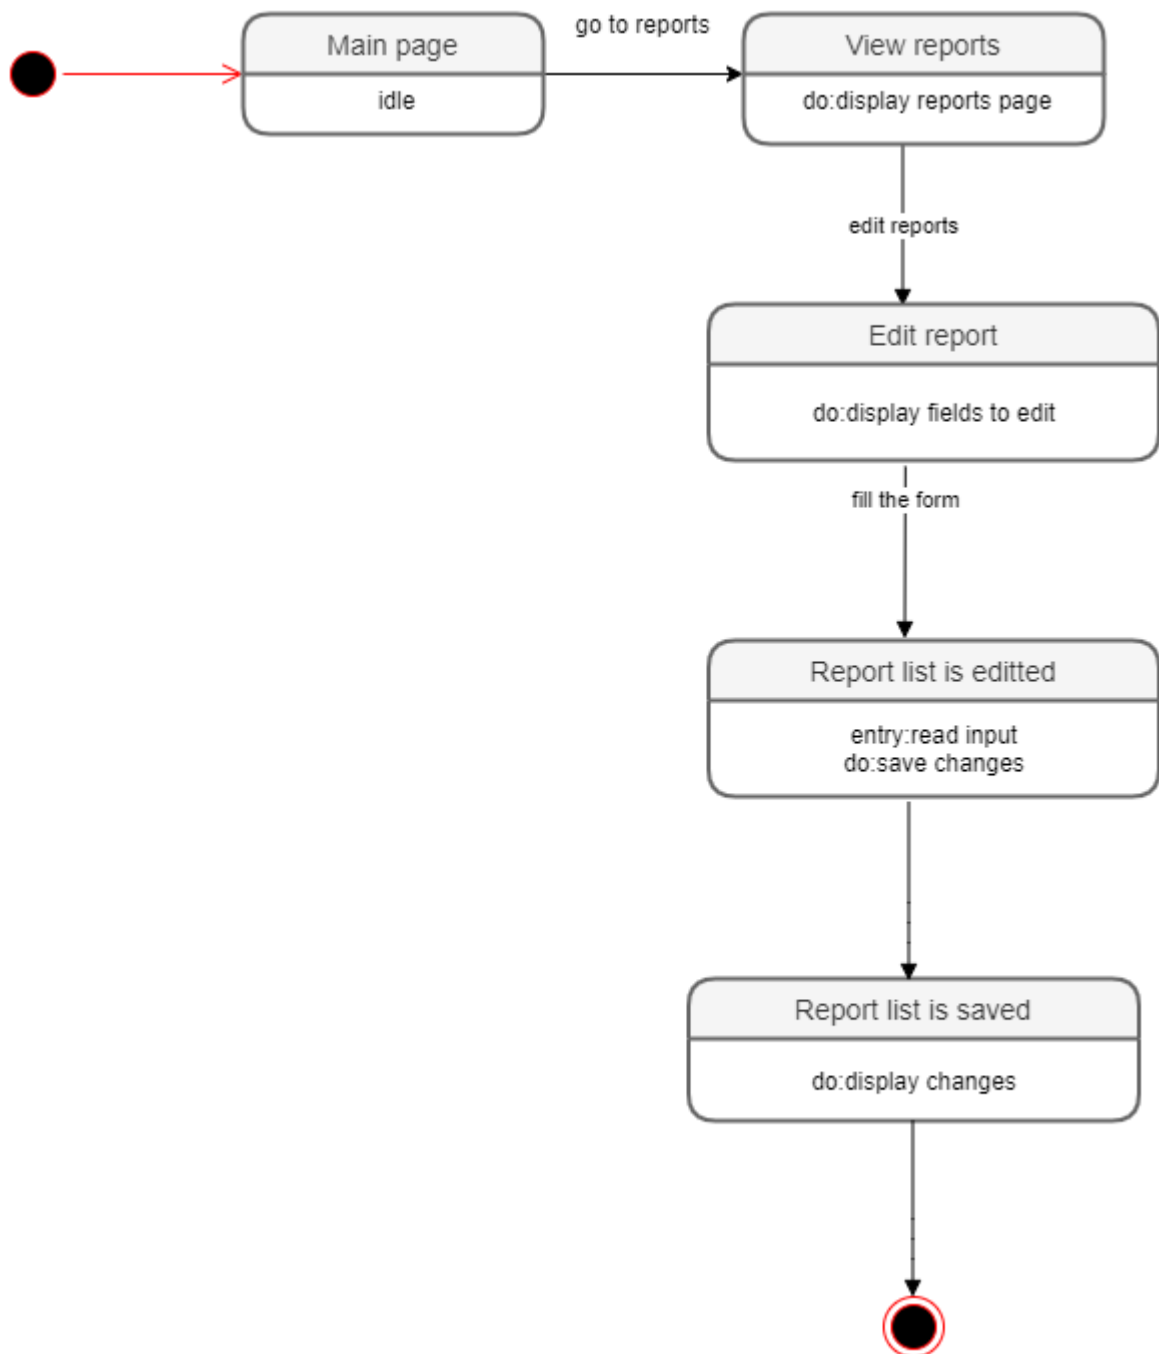 Main page
idle
go to reports
View reports
do:display reports page
edit reports
Edit report
do:display fields to edit
fill the form
Report list is editted
entry:read input
do:save changes
Report list is saved
do:display changes